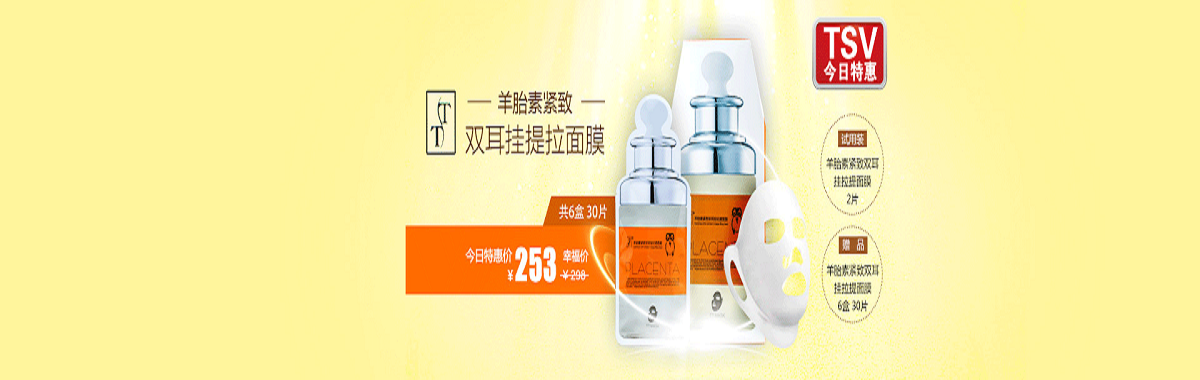 TSV
今日特惠
T
T
羊胎素紧致
双耳挂提拉面膜
共6盒 30片
今日特惠价
¥253
幸福价
¥298
PLACENTA
PLACENTA
试用装
羊胎素紧致双耳
挂拉提面膜
2片
赠 品
羊胎素紧致双耳
挂拉提面膜
6盒 30片